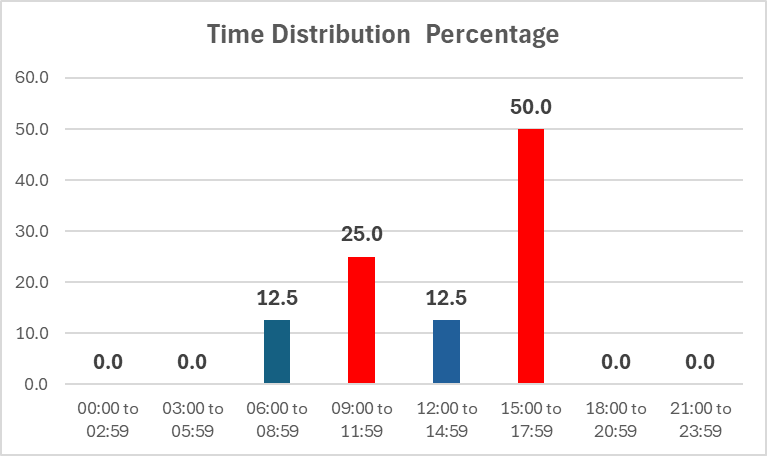 Time Distribution  Percentage
60.0
50.0
40.0
30.0
20.0
10.0
0.0
0.0
0.0
12.5
25.0
12.5
50.0
0.0
0.0
00:00 to
02:59
03:00 to
05:59
06:00 to
08:59
09:00 to
11:59
12:00 to
14:59
15:00 to
17:59
18:00 to
20:59
21:00 to
23:59